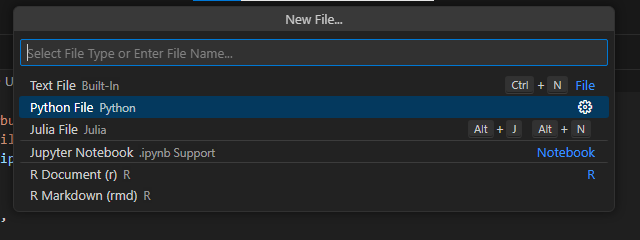 New File...
Select File Type or Enter File Name...
Text File Built-In Ctrl + N File
Python File Python
Julia File Julia Alt + J Alt + N
Jupyter Notebook .ipynb Support Notebook
R Document (r) R R
R Markdown (rmd) R
U
bu
il
ip
,